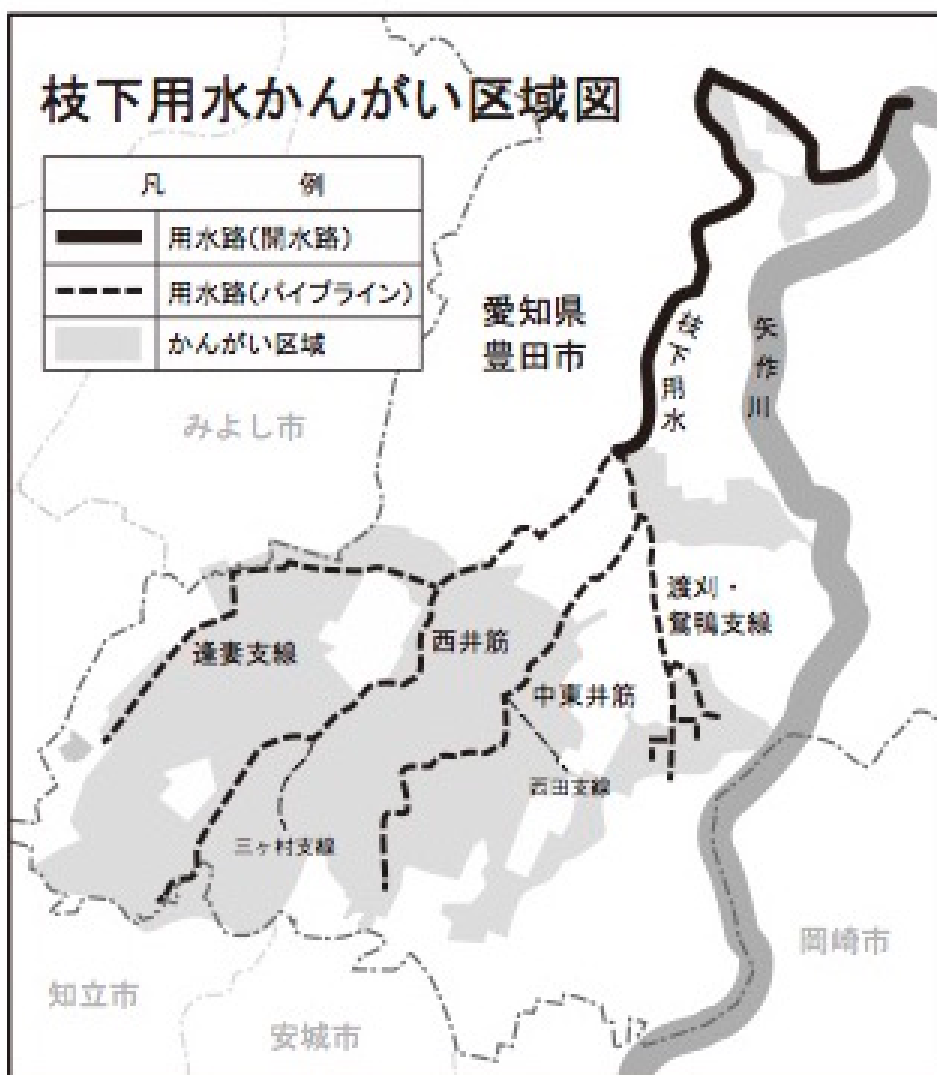 枝下用水かんがい区域図
凡 例
用水路(開水路)
用水路(パイプライン)
かんがい区域
愛知県
豊田市
みよし市
枝下用水
矢作川
渡刈・
鴛鴨支線
逢妻支線
西井筋
中東井筋
西田支線
三ヶ村支線
岡崎市
知立市
安城市